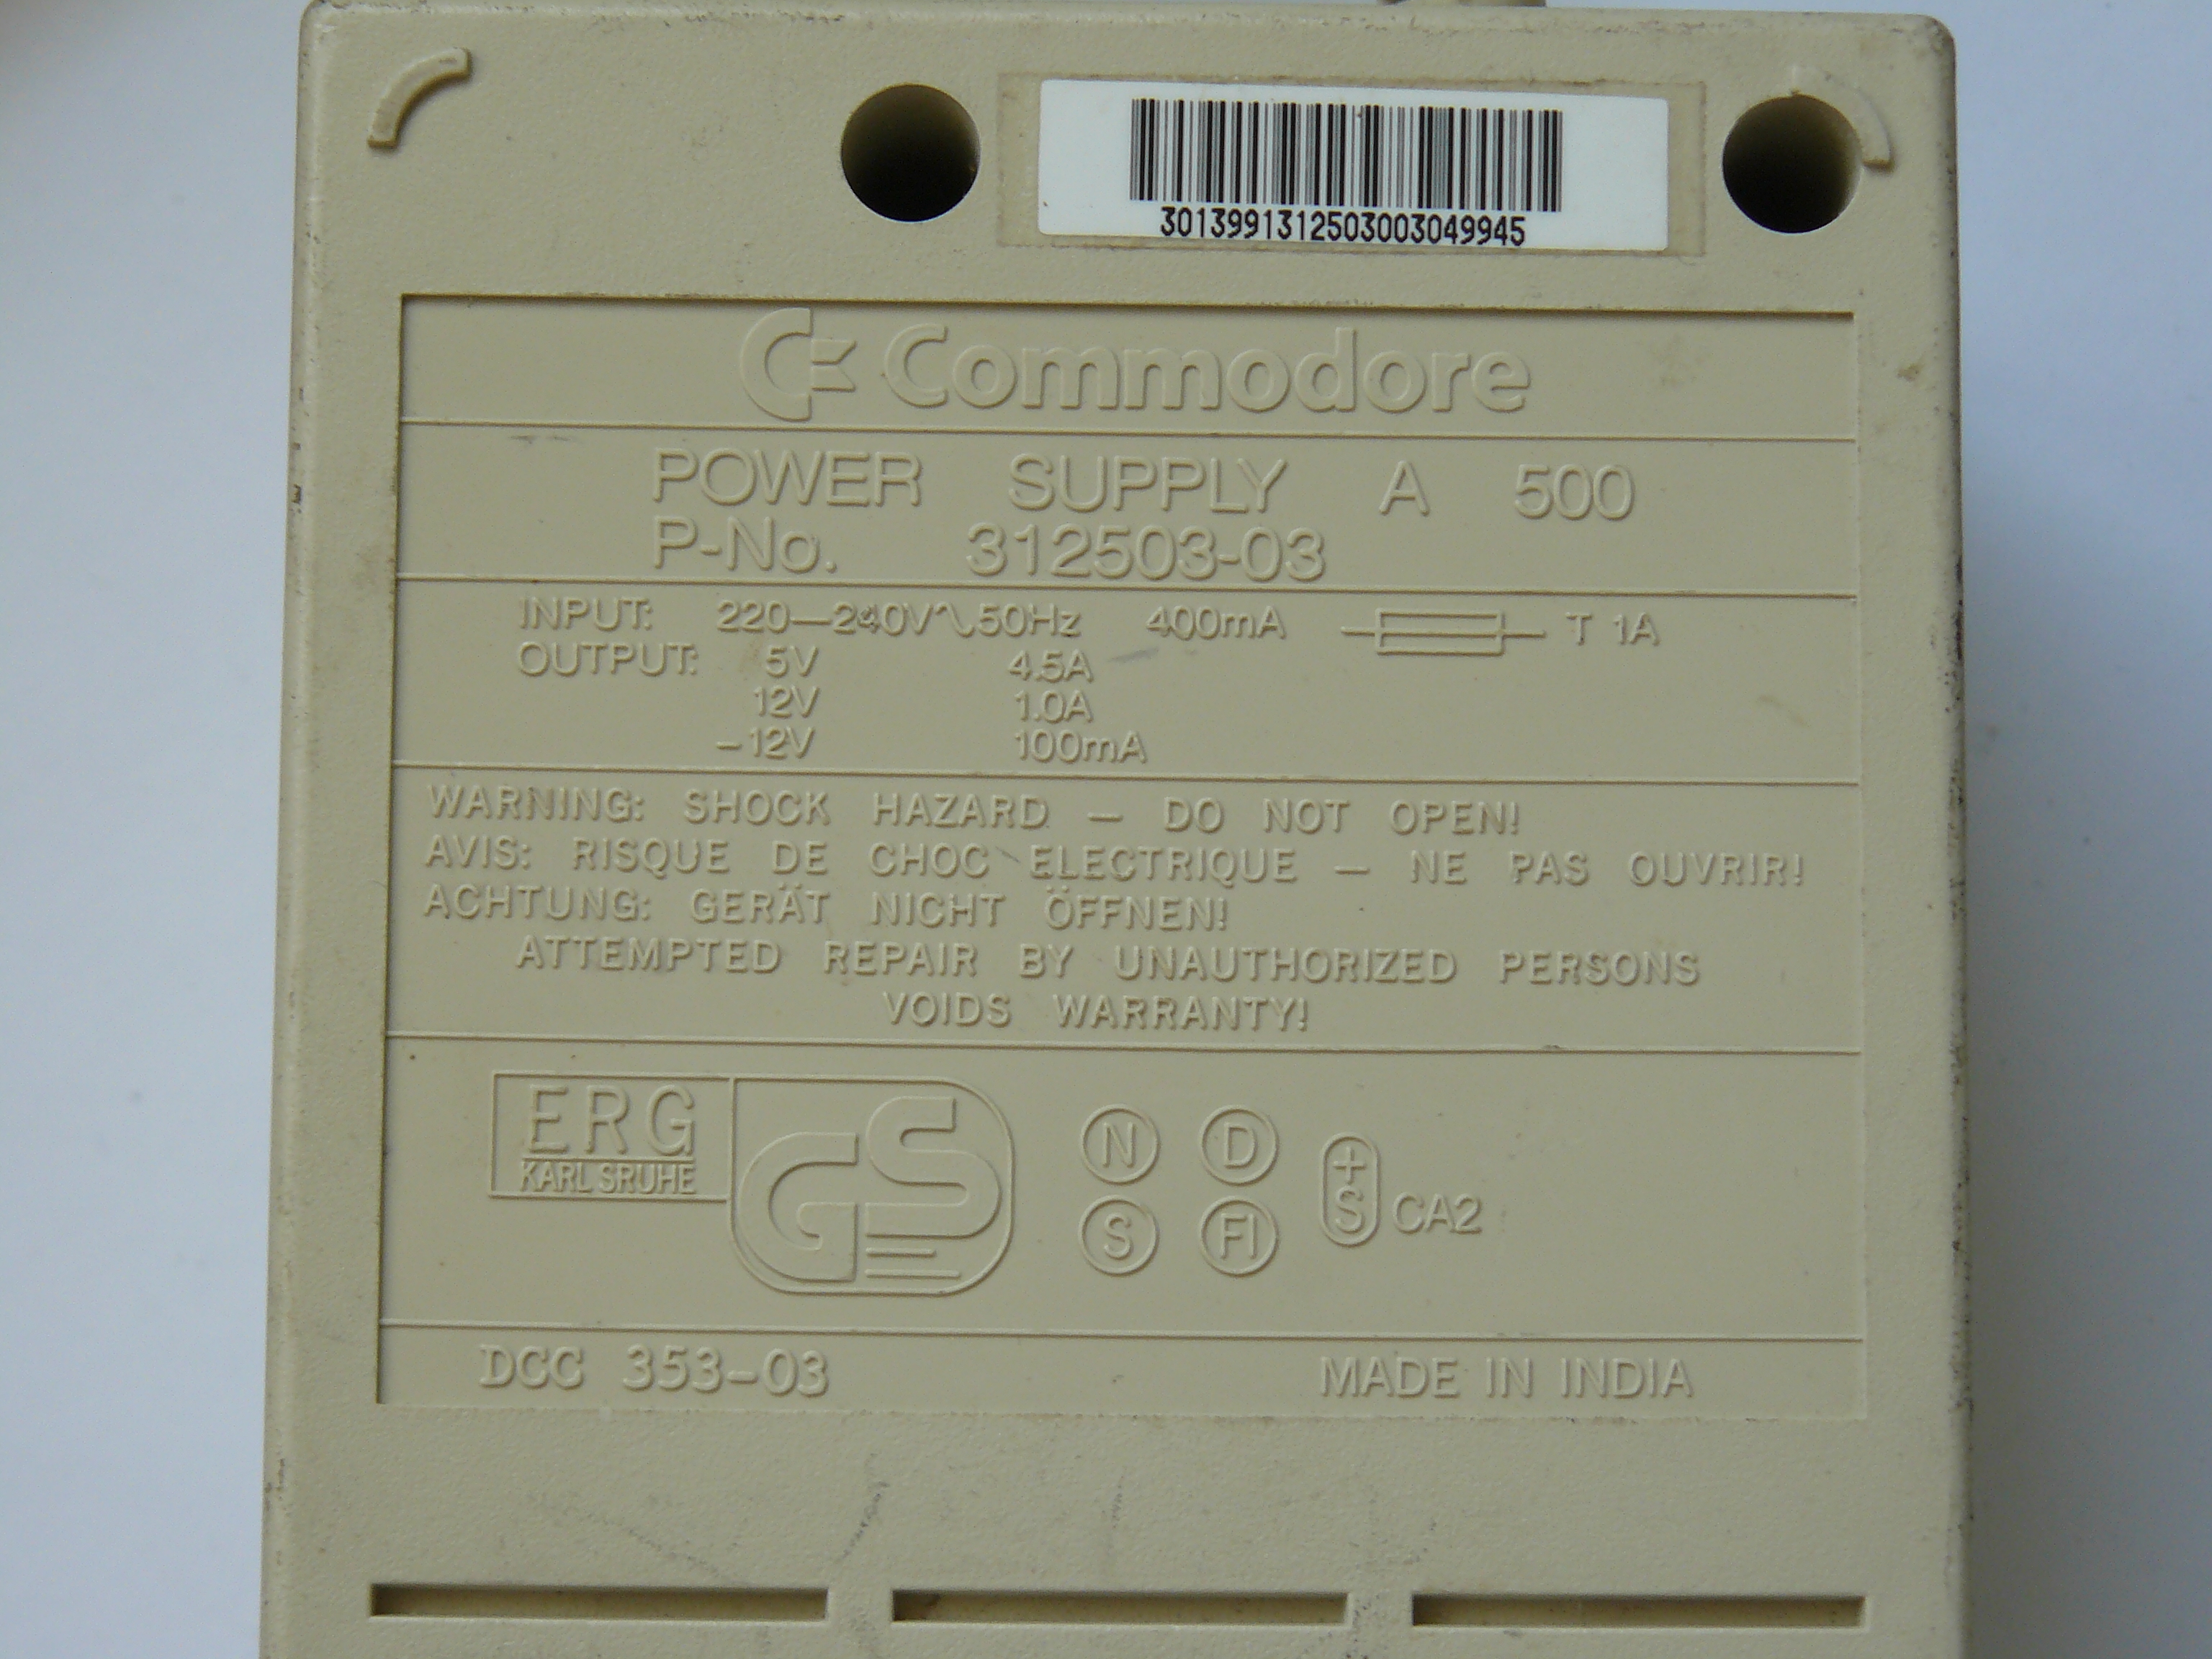 3013991312503003049945
Commodore
POWER SUPPLY A 500
P-No. 312503-03
INPUT: 220—240V∿50Hz 400mA T 1A
OUTPUT: 5V 4.5A
12V 1.0A
-12V 100mA
WARNING: SHOCK HAZARD — DO NOT OPEN!
AVIS: RISQUE DE CHOC ELECTRIQUE — NE PAS OUVRIR!
ACHTUNG: GERÄT NICHT ÖFFNEN!
ATTEMPTED REPAIR BY UNAUTHORIZED PERSONS
VOIDS WARRANTY!
ERG
KARLSRUHE
GS
N D
S FI
+S CA2
DCC 353-03 MADE IN INDIA